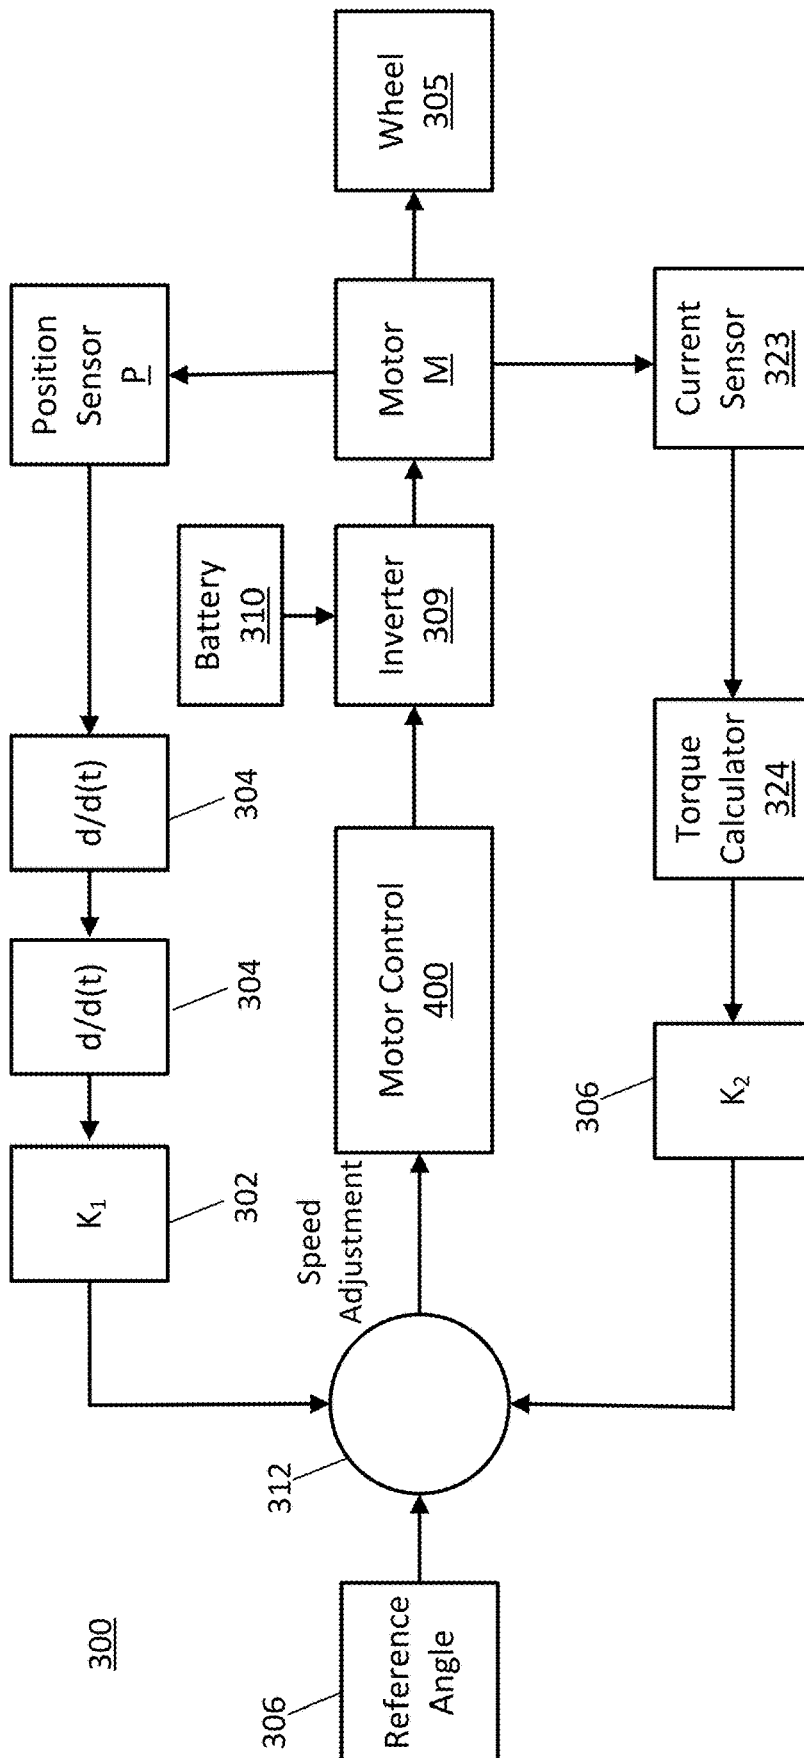 300
Position
Sensor
P
d/d(t)
304
d/d(t)
304
K₁
302
Battery
310
Wheel
305
Motor
M
Inverter
309
Motor Control
400
Speed
Adjustment
312
306
Reference
Angle
Current
Sensor
323
Torque
Calculator
324
306
K₂